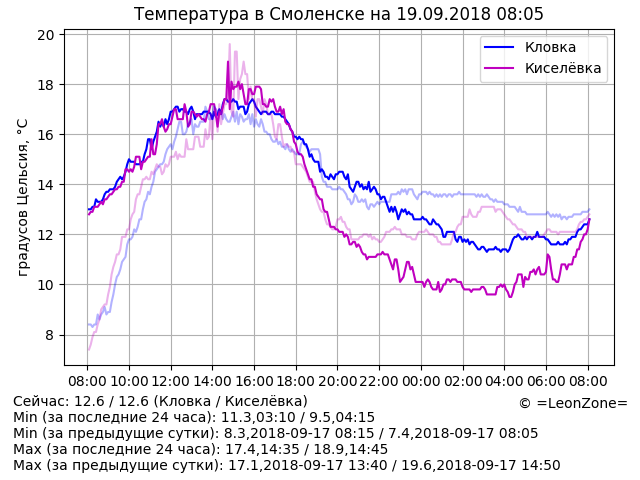 Температура в Смоленске на 19.09.2018 08:05
Кловка
Киселёвка
градусов Цельсия, °C
20
18
16
14
12
10
8
08:00 10:00 12:00 14:00 16:00 18:00 20:00 22:00 00:00 02:00 04:00 06:00 08:00
Сейчас: 12.6 / 12.6 (Кловка / Киселёвка)
© =LeonZone=
Min (за последние 24 часа): 11.3,03:10 / 9.5,04:15
Min (за предыдущие сутки): 8.3,2018-09-17 08:15 / 7.4,2018-09-17 08:05
Max (за последние 24 часа): 17.4,14:35 / 18.9,14:45
Max (за предыдущие сутки): 17.1,2018-09-17 13:40 / 19.6,2018-09-17 14:50